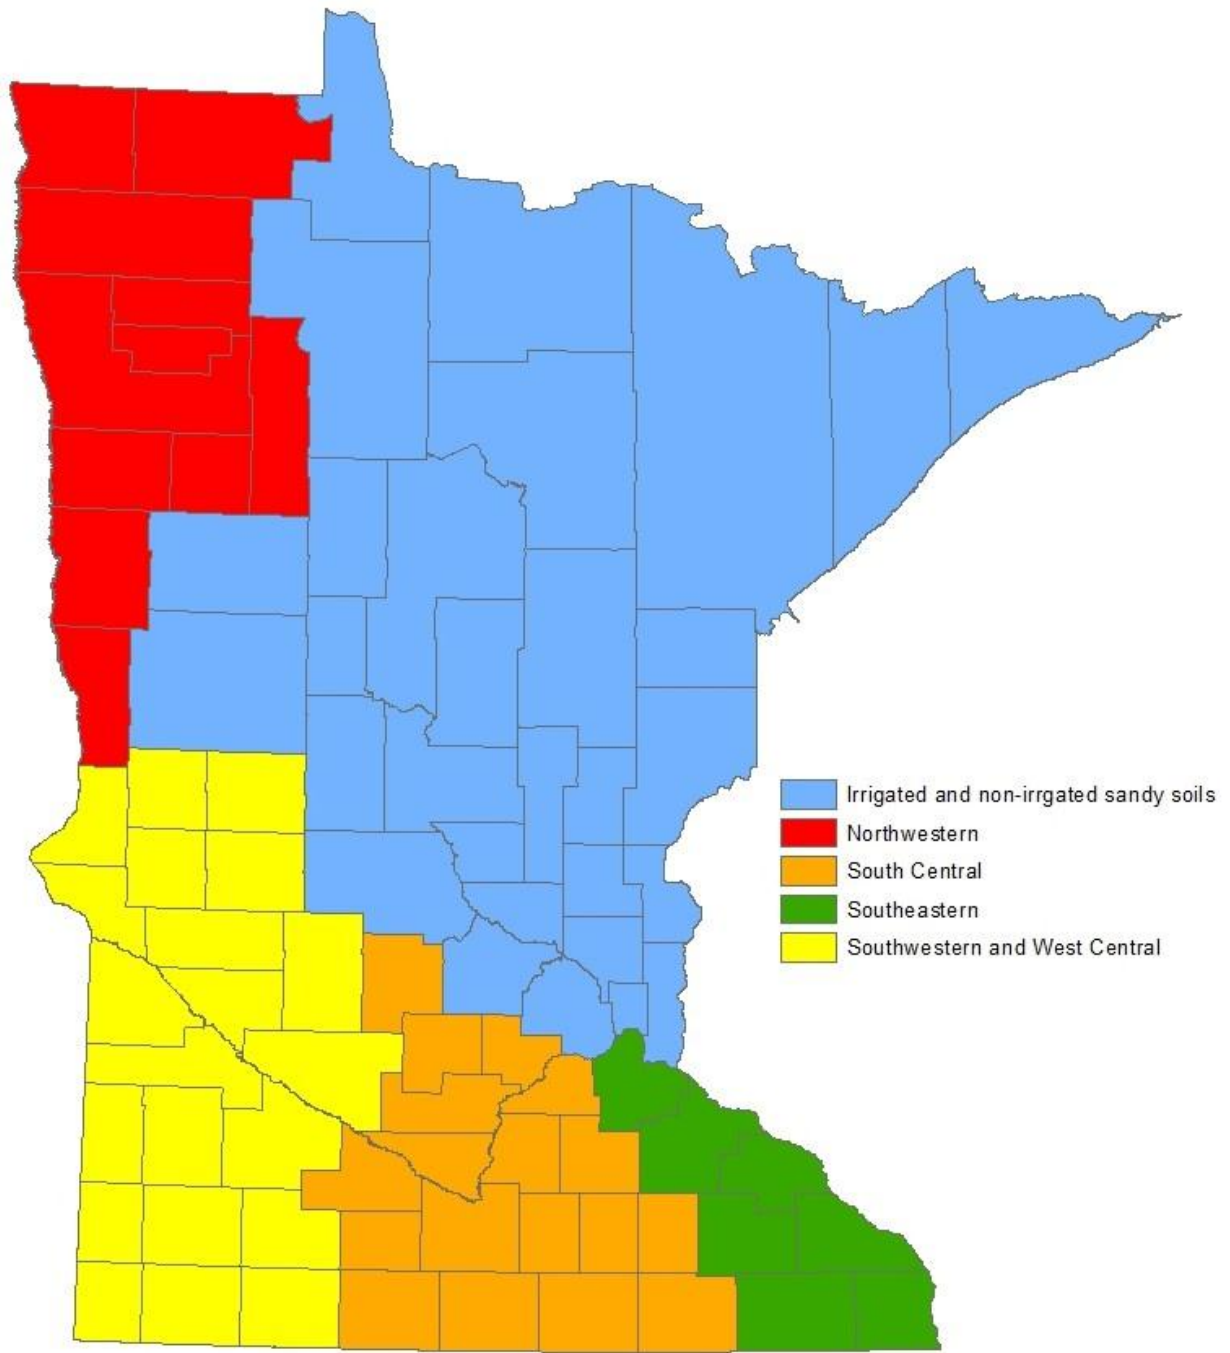 Irrigated and non-irrgated sandy soils
Northwestern
South Central
Southeastern
Southwestern and West Central